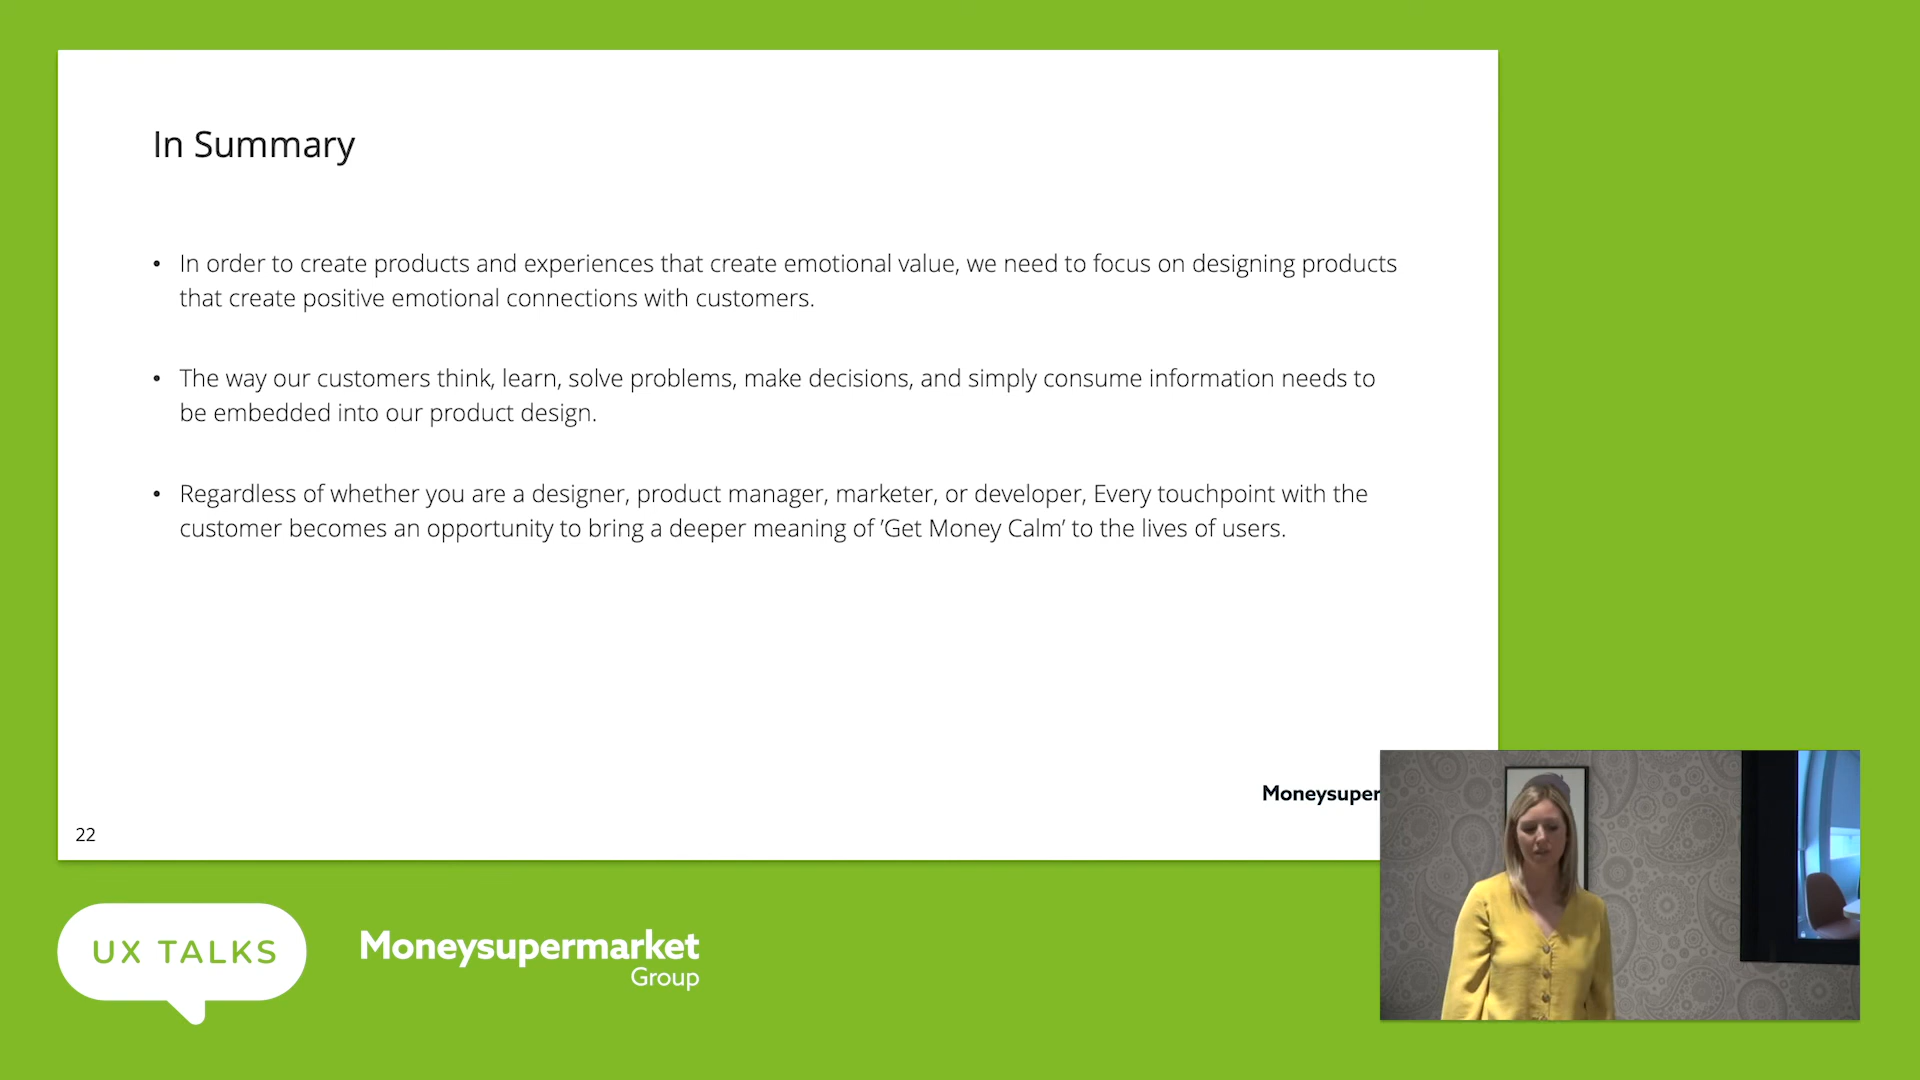 In Summary
• In order to create products and experiences that create emotional value, we need to focus on designing products
that create positive emotional connections with customers.
• The way our customers think, learn, solve problems, make decisions, and simply consume information needs to
be embedded into our product design.
• Regardless of whether you are a designer, product manager, marketer, or developer, Every touchpoint with the
customer becomes an opportunity to bring a deeper meaning of ’Get Money Calm’ to the lives of users.
Moneysuper
22
UX TALKS
Moneysupermarket
Group